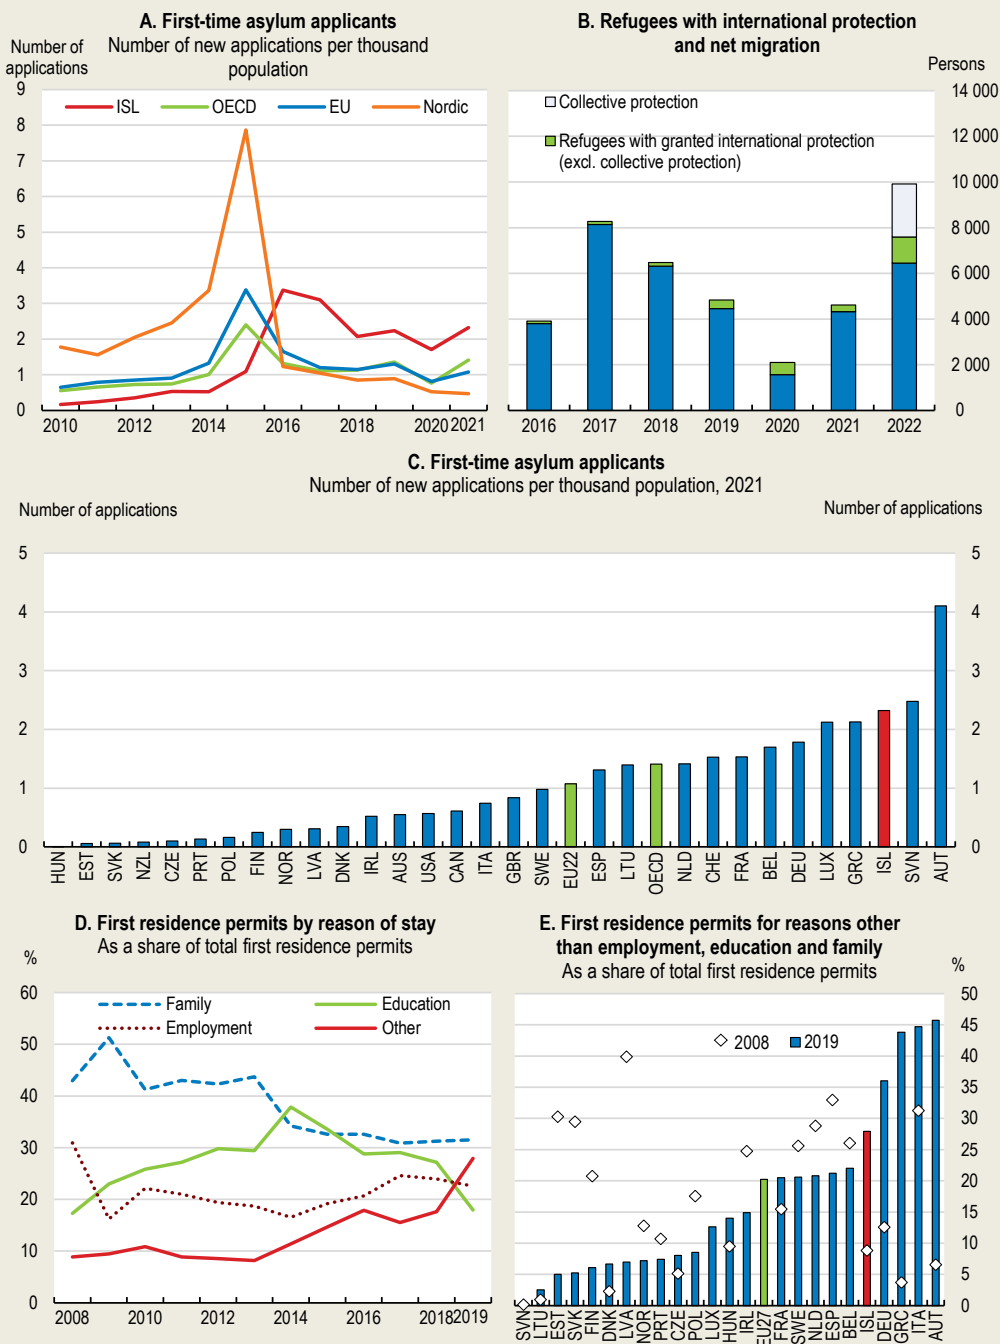 A. First-time asylum applicants
Number of new applications per thousand
population
Number of
applications
9
8
7
6
5
4
3
2
1
0
ISL
OECD
EU
Nordic
2010
2012
2014
2016
2018
2020
2021
B. Refugees with international protection
and net migration
Persons
Collective protection
Refugees with granted international protection
(excl. collective protection)
14 000
12 000
10 000
8 000
6 000
4 000
2 000
0
2016
2017
2018
2019
2020
2021
2022
C. First-time asylum applicants
Number of new applications per thousand population, 2021
Number of applications
Number of applications
5
4
3
2
1
0
5
4
3
2
1
0
HUN
EST
SVK
NZL
CZE
PRT
POL
FIN
NOR
LVA
DNK
IRL
AUS
USA
CAN
ITA
GBR
SWE
EU22
ESP
LTU
OECD
NLD
CHE
FRA
BEL
DEU
LUX
GRC
ISL
SVN
AUT
D. First residence permits by reason of stay
As a share of total first residence permits
%
60
50
40
30
20
10
0
Family
Education
Employment
Other
2008
2010
2012
2014
2016
2018
2019
E. First residence permits for reasons other
than employment, education and family
As a share of total first residence permits
%
2008
2019
50
45
40
35
30
25
20
15
10
5
0
SVN
LTU
EST
SVK
FIN
DNK
LVA
NOR
PRT
CZE
POL
LUX
HUN
IRL
EU27
FRA
SWE
NLD
ESP
BEL
ISL
DEU
GRC
ITA
AUT